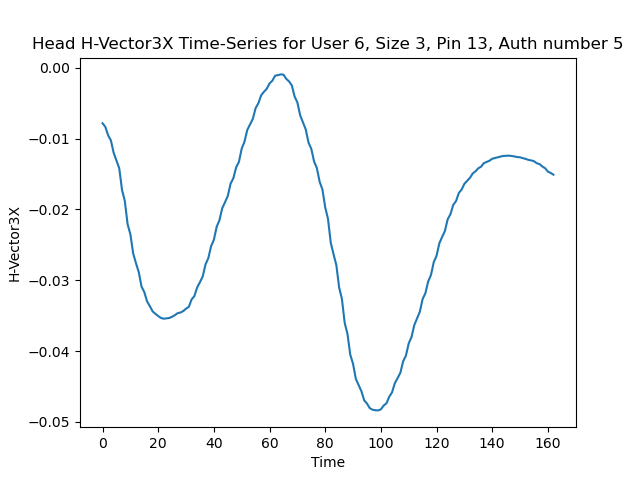 Head H-Vector3X Time-Series for User 6, Size 3, Pin 13, Auth number 5
0.00
−0.01
−0.02
−0.03
−0.04
−0.05
H-Vector3X
0 20 40 60 80 100 120 140 160
Time